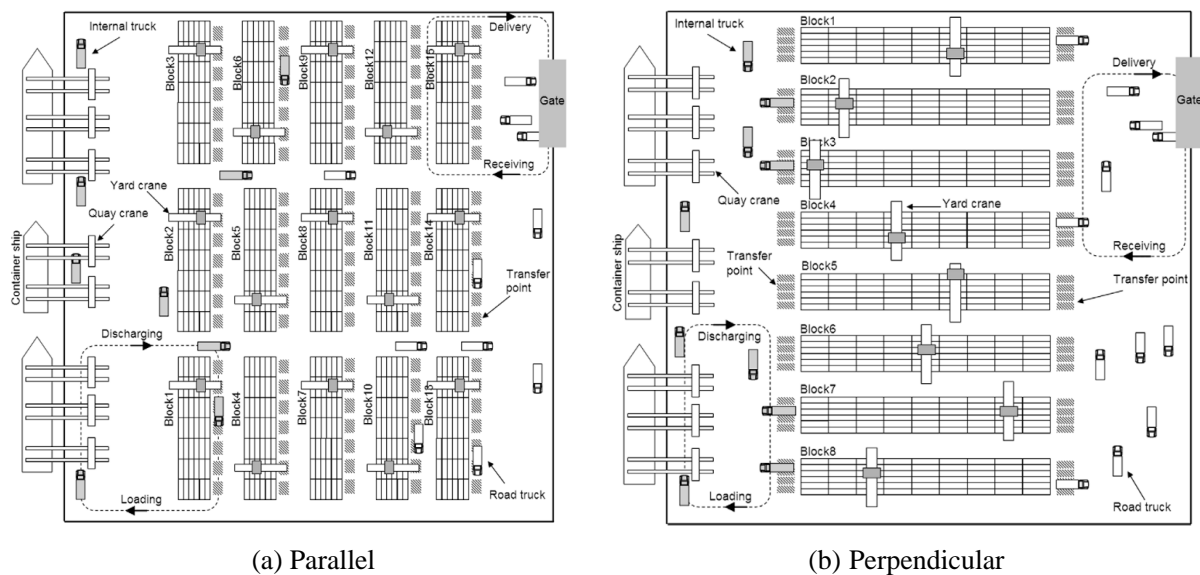 Internal truck
Block3
Block6
Block9
Block12
Block15
Delivery
Gate
Receiving
Yard crane
Quay crane
Container ship
Block2
Block5
Block8
Block11
Block14
Transfer
point
Discharging
Block1
Block4
Block7
Block10
Block13
Loading
Road truck
(a) Parallel
Internal truck
Block1
Delivery
Block2
Gate
Block3
Quay crane
Block4
Yard crane
Receiving
Container ship
Transfer
point
Block5
Transfer point
Discharging
Block6
Block7
Block8
Loading
Road truck
(b) Perpendicular